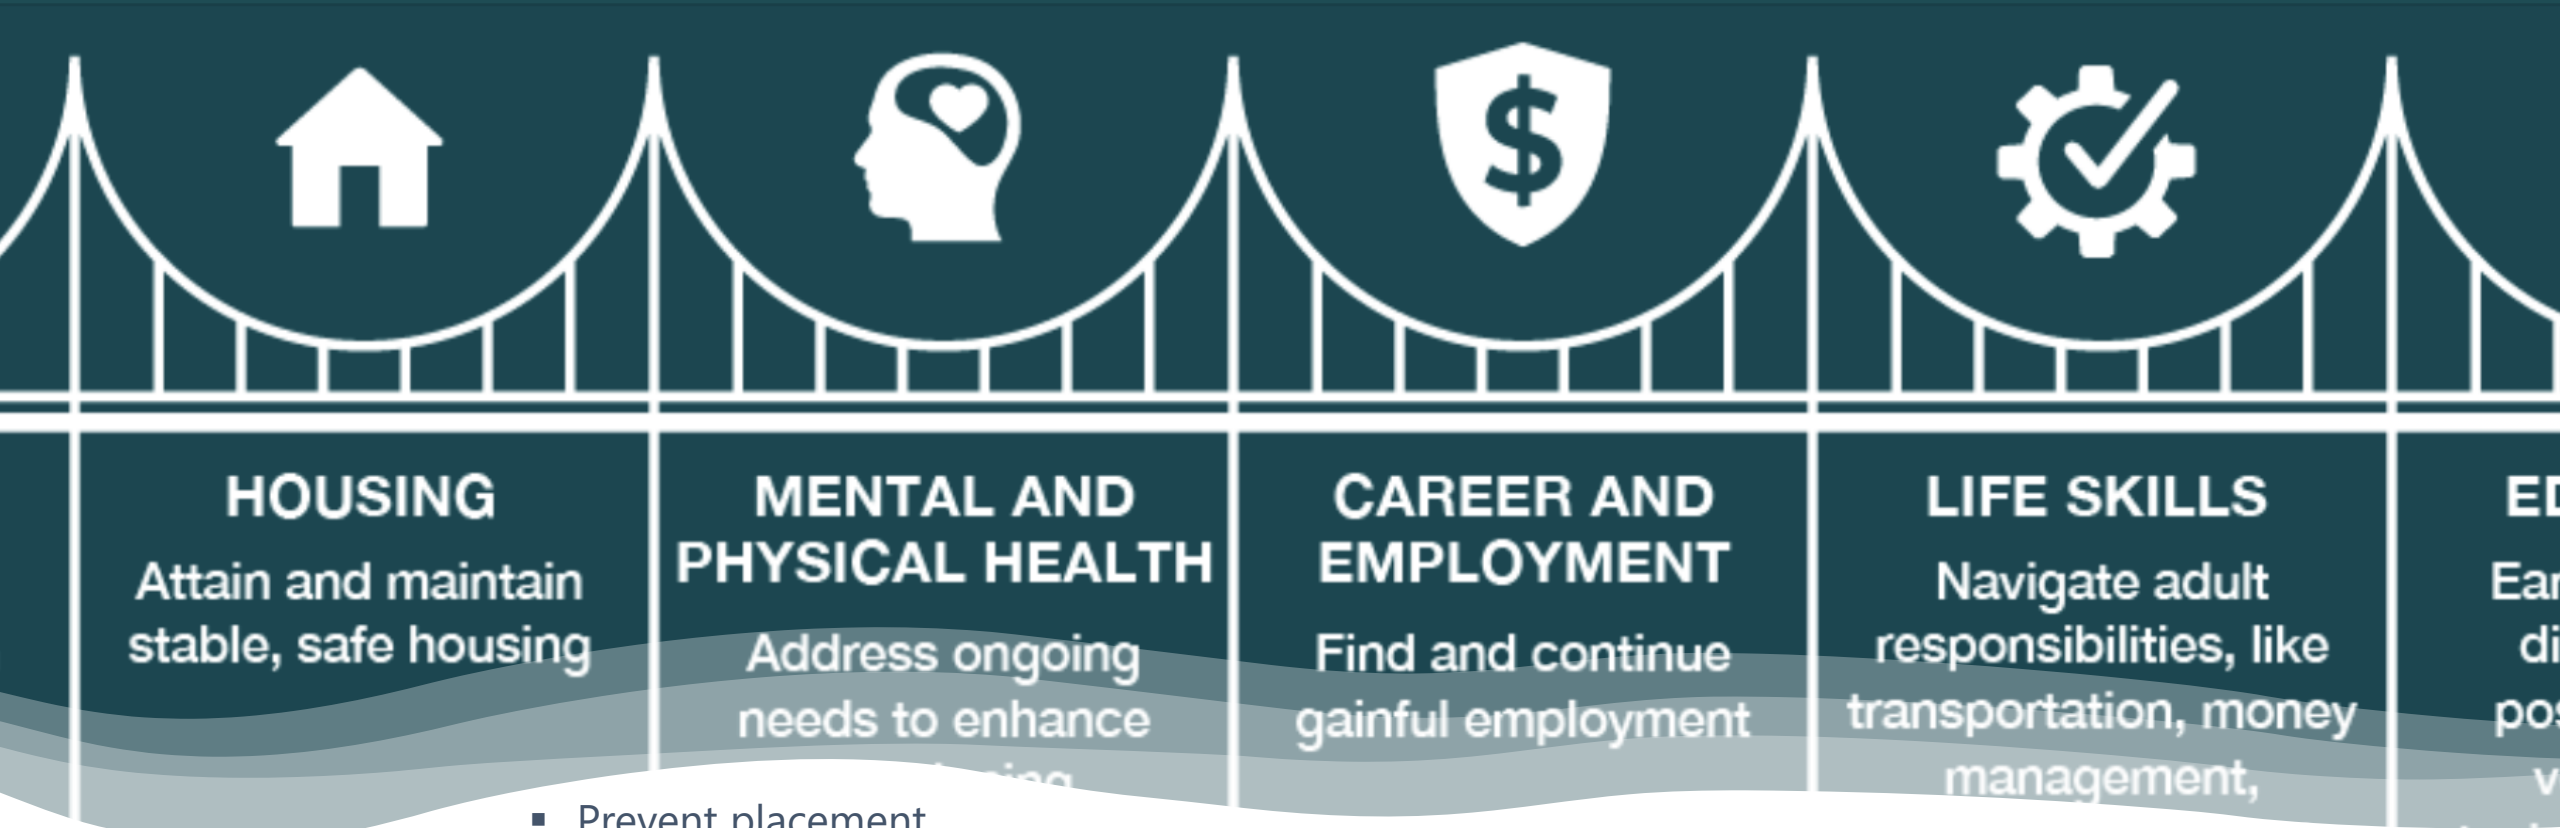 HOUSING
Attain and maintain
stable, safe housing
MENTAL AND
PHYSICAL HEALTH
Address ongoing
needs to enhance
CAREER AND
EMPLOYMENT
Find and continue
gainful employment
LIFE SKILLS
Navigate adult
responsibilities, like
transportation, money
management,
Prevent placement